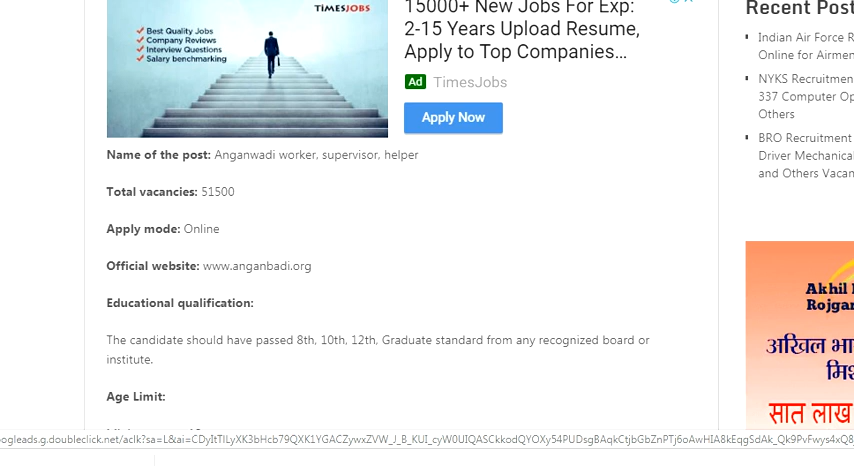 TIMESJOBS
Best Quality Jobs
Company Reviews
Interview Questions
Salary benchmarking
15000+ New Jobs For Exp:
2-15 Years Upload Resume,
Apply to Top Companies...
Ad TimesJobs
Apply Now
Name of the post: Anganwadi worker, supervisor, helper
Total vacancies: 51500
Apply mode: Online
Official website: www.anganbadi.org
Educational qualification:
The candidate should have passed 8th, 10th, 12th, Graduate standard from any recognized board or
institute.
Age Limit:
Recent Post
Indian Air Force R
Online for Airmen
NYKS Recruitmen
337 Computer Op
Others
BRO Recruitment
Driver Mechanical
and Others Vacan
Akhil
Rojgar
अखिल भा
मिश
सात लाख